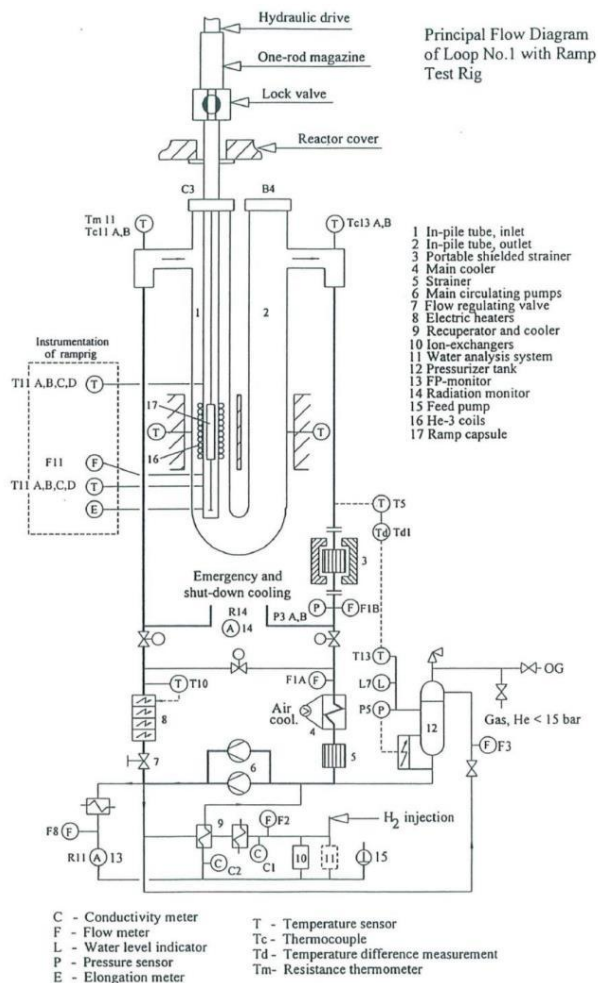 Hydraulic drive
Principal Flow Diagram
of Loop No.1 with Ramp
Test Rig
One-rod magazine
Lock valve
Reactor cover
C3
B4
Tm 11
Tc11 A,B
T
T
Tc13 A,B
1 In-pile tube, inlet
2 In-pile tube, outlet
3 Portable shielded strainer
4 Main cooler
5 Strainer
6 Main circulating pumps
7 Flow regulating valve
8 Electric heaters
9 Recuperator and cooler
10 Ion-exchangers
11 Water analysis system
12 Pressurizer tank
13 FP-monitor
14 Radiation monitor
15 Feed pump
16 He-3 coils
17 Ramp capsule
1
2
Instrumentation
of ramprig
T11 A,B,C,D T
17
T
T
16
F11 F
T11 A,B,C,D T
E
T T5
Td Td1
3
Emergency and
shut-down cooling
P F F1B
R14
A 14
P3 A,B
T13 T
OG
T T10
F1A F
L7 L
Air
cool.
4
P5 P
Gas, He < 15 bar
8
12
F F3
7
6
5
H2 injection
9
F F2
F8 F
R11 A 13
C C2
C C1
10
11
15
C - Conductivity meter
F - Flow meter
L - Water level indicator
P - Pressure sensor
E - Elongation meter
T - Temperature sensor
Tc - Thermocouple
Td - Temperature difference measurement
Tm- Resistance thermometer